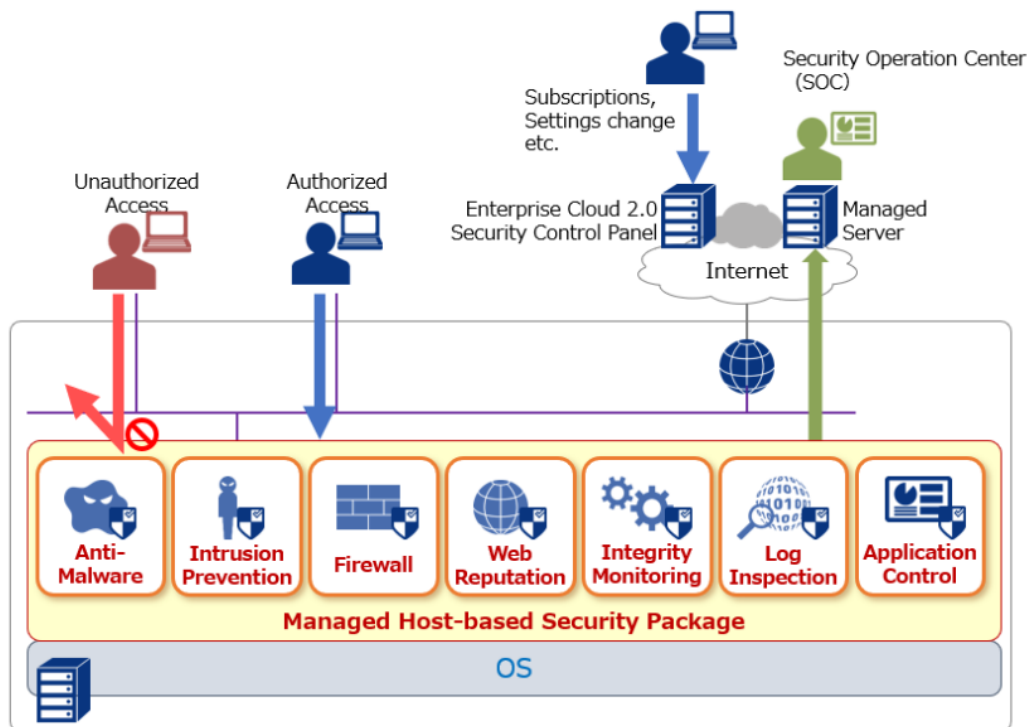 Security Operation Center
(SOC)
Subscriptions,
Settings change
etc.
Unauthorized
Access
Authorized
Access
Enterprise Cloud 2.0
Security Control Panel
Managed
Server
Internet
Anti-
Malware
Intrusion
Prevention
Firewall
Web
Reputation
Integrity
Monitoring
010101
Log
Inspection
Application
Control
Managed Host-based Security Package
OS